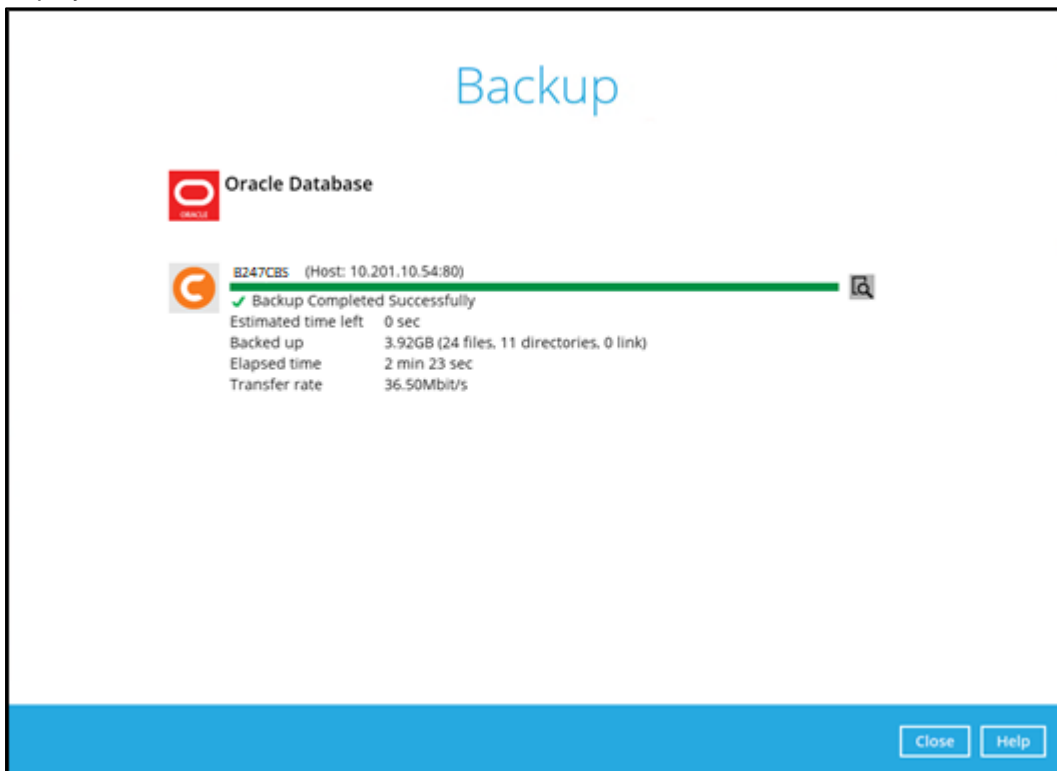 Backup
Oracle Database
ORACLE
B247CBS (Host: 10.201.10.54:80)
Backup Completed Successfully
Estimated time left 0 sec
Backed up 3.92GB (24 files, 11 directories, 0 link)
Elapsed time 2 min 23 sec
Transfer rate 36.50Mbit/s
Close Help